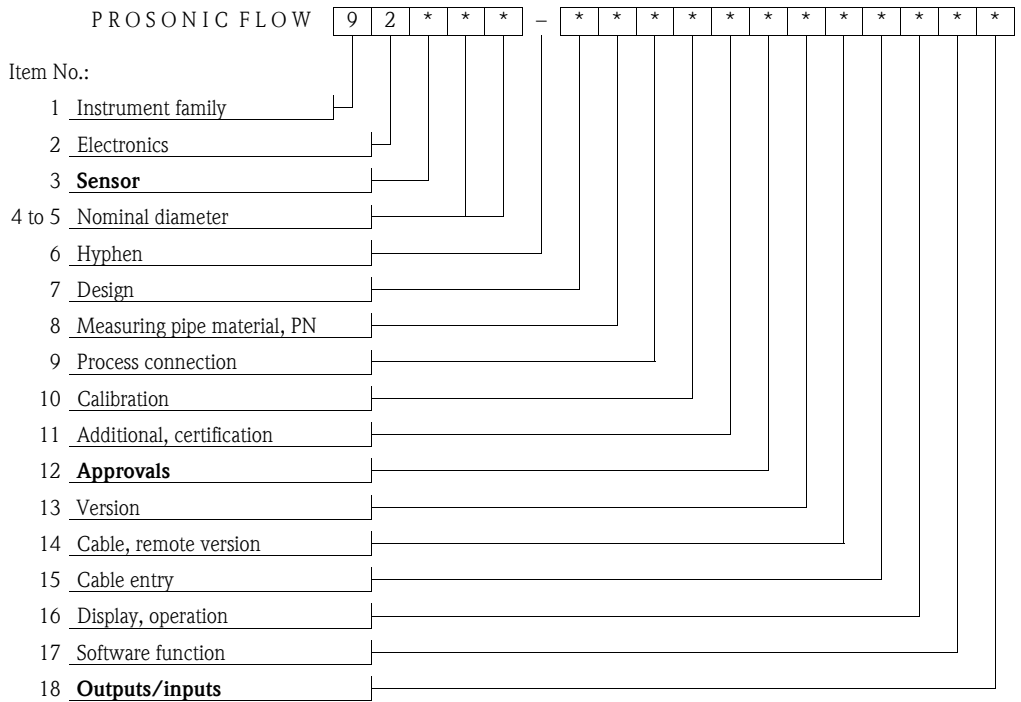 PROSONIC FLOW 9 2 * * * – * * * * * * * * * * * *
Item No.:
1 Instrument family
2 Electronics
3 Sensor
4 to 5 Nominal diameter
6 Hyphen
7 Design
8 Measuring pipe material, PN
9 Process connection
10 Calibration
11 Additional, certification
12 Approvals
13 Version
14 Cable, remote version
15 Cable entry
16 Display, operation
17 Software function
18 Outputs/inputs